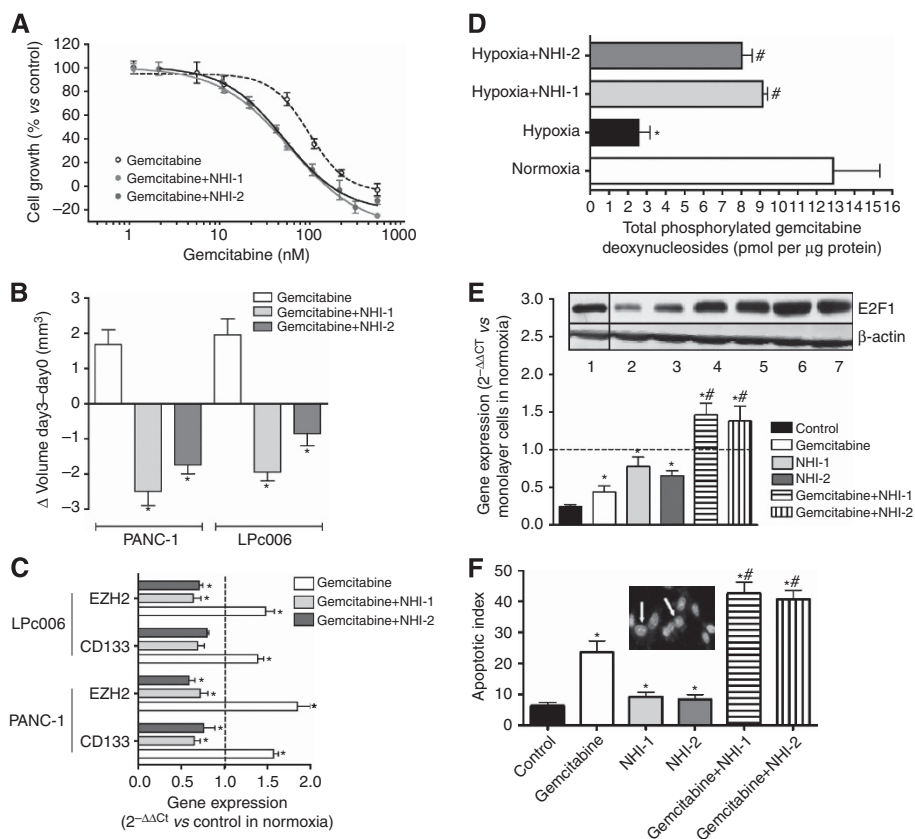 A
120
100
80
60
40
20
0
−20
Cell growth (% vs control)
Gemcitabine
Gemcitabine+NHI-1
Gemcitabine+NHI-2
1
10
100
1000
Gemcitabine (nM)
B
3
2
1
0
−1
−2
−3
Δ Volume day3–day0 (mm³)
Gemcitabine
Gemcitabine+NHI-1
Gemcitabine+NHI-2
* * * *
PANC-1
LPc006
C
LPc006
EZH2
CD133
PANC-1
EZH2
CD133
* * * * * * * * * *
Gemcitabine
Gemcitabine+NHI-1
Gemcitabine+NHI-2
0.0
0.5
1.0
1.5
2.0
Gene expression
(2−ΔΔCt vs control in normoxia)
D
Hypoxia+NHI-2
#
Hypoxia+NHI-1
#
Hypoxia
*
Normoxia
0 1 2 3 4 5 6 7 8 9 10 11 12 13 14 15 16
Total phosphorylated gemcitabine
deoxynucleosides (pmol per μg protein)
E
3.0
2.5
2.0
1.5
1.0
0.5
0.0
Gene expression (2−ΔΔCT vs
monolayer cells in normoxia)
E2F1
β-actin
1 2 3 4 5 6 7
* * * *# *#
Control
Gemcitabine
NHI-1
NHI-2
Gemcitabine+NHI-1
Gemcitabine+NHI-2
F
50
40
30
20
10
0
Apoptotic index
* * * *# *#
Control
Gemcitabine
NHI-1
NHI-2
Gemcitabine+NHI-1
Gemcitabine+NHI-2